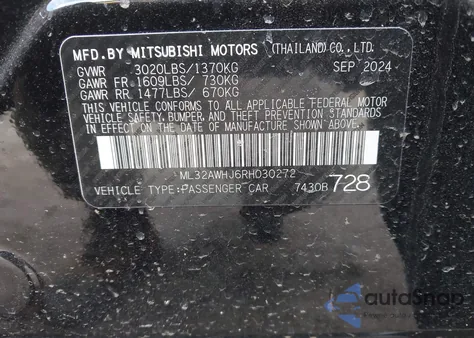 MFD.BY MITSUBISHI MOTORS (THAILAND) CO.,LTD.
GVWR 3020LBS/1370KG SEP 2024
GAWR FR 1609LBS/ 730KG
GAWR RR 1477LBS/ 670KG
THIS VEHICLE CONFORMS TO ALL APPLICABLE FEDERAL MOTOR
VEHICLE SAFETY, BUMPER, AND THEFT PREVENTION STANDARDS
IN EFFECT ON THE DATE OF MANUFACTURE SHOWN ABOVE.
ML32AWHJ6RH030272
VEHICLE TYPE:PASSENGER CAR 7430B 728
autoSnap